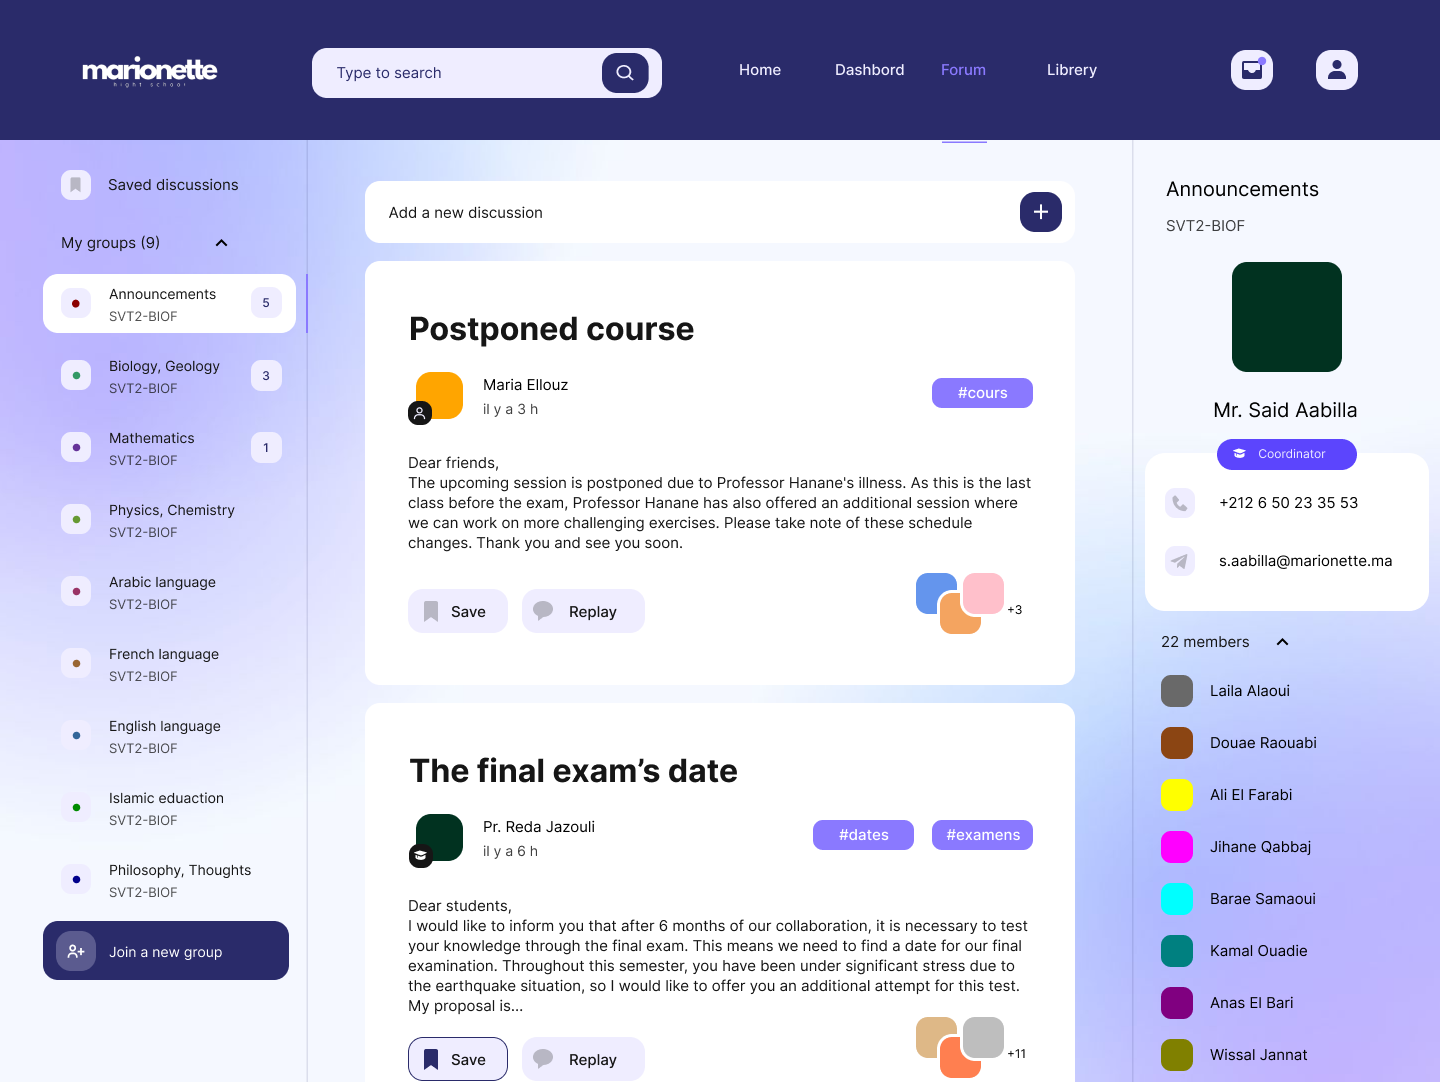 marionette
hight school
Type to search
Home
Dashbord
Forum
Librery
Saved discussions
My groups (9)
Announcements
SVT2-BIOF
5
Biology, Geology
SVT2-BIOF
3
Mathematics
SVT2-BIOF
1
Physics, Chemistry
SVT2-BIOF
Arabic language
SVT2-BIOF
French language
SVT2-BIOF
English language
SVT2-BIOF
Islamic eduaction
SVT2-BIOF
Philosophy, Thoughts
SVT2-BIOF
Join a new group
Add a new discussion
Postponed course
Maria Ellouz
il y a 3 h
#cours
Dear friends,
The upcoming session is postponed due to Professor Hanane's illness. As this is the last
class before the exam, Professor Hanane has also offered an additional session where
we can work on more challenging exercises. Please take note of these schedule
changes. Thank you and see you soon.
Save
Replay
+3
The final exam’s date
Pr. Reda Jazouli
il y a 6 h
#dates
#examens
Dear students,
I would like to inform you that after 6 months of our collaboration, it is necessary to test
your knowledge through the final exam. This means we need to find a date for our final
examination. Throughout this semester, you have been under significant stress due to
the earthquake situation, so I would like to offer you an additional attempt for this test.
My proposal is...
Save
Replay
+11
Announcements
SVT2-BIOF
Mr. Said Aabilla
Coordinator
+212 6 50 23 35 53
s.aabilla@marionette.ma
22 members
Laila Alaoui
Douae Raouabi
Ali El Farabi
Jihane Qabbaj
Barae Samaoui
Kamal Ouadie
Anas El Bari
Wissal Jannat